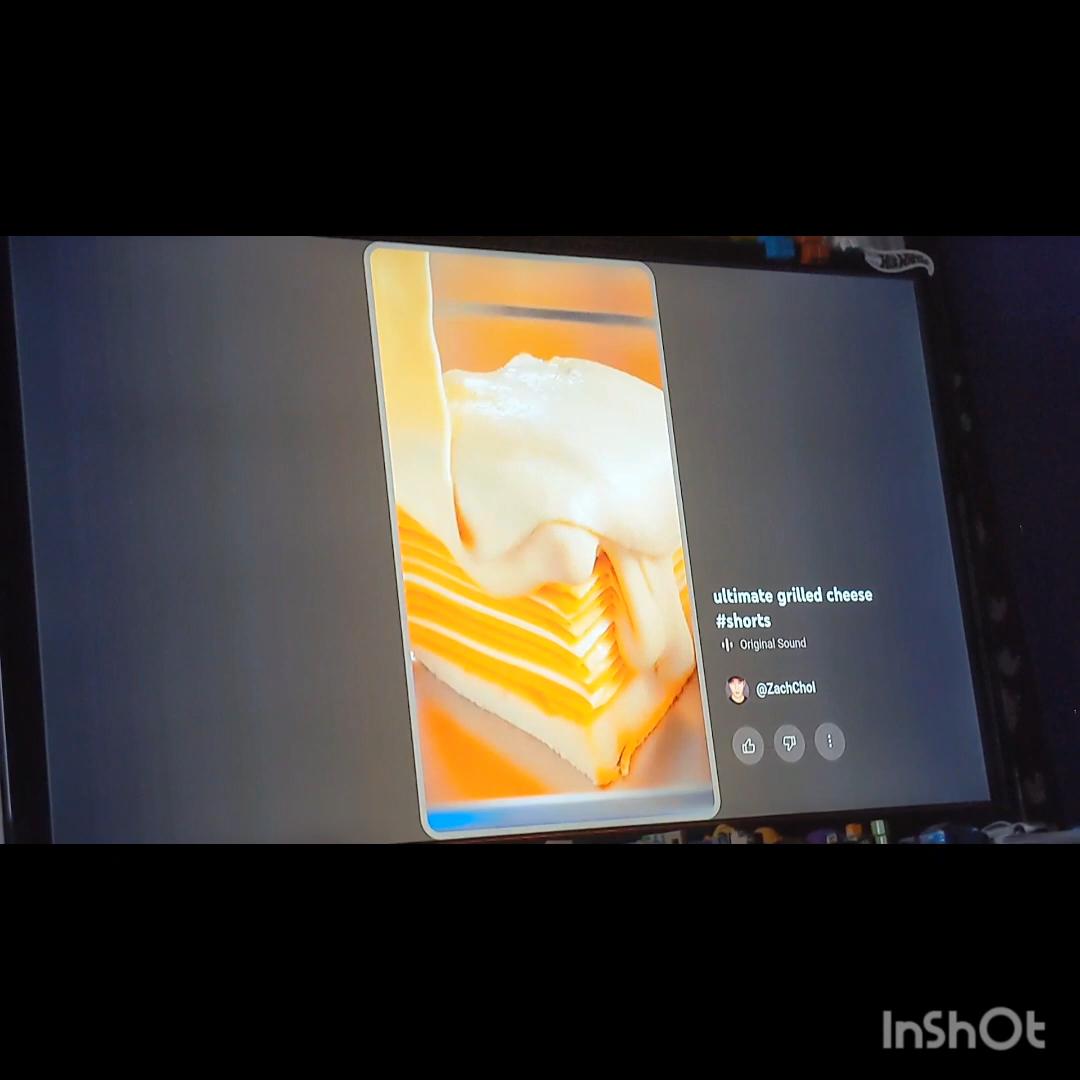 ultimate grilled cheese
#shorts
Original Sound
@ZachChoi
InShOt